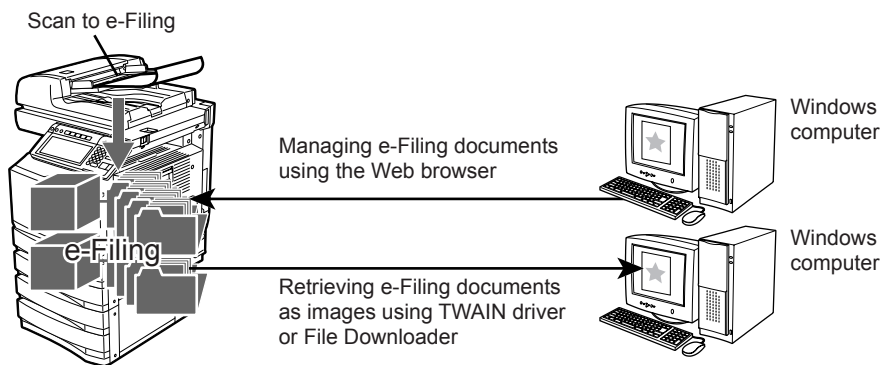 Scan to e-Filing
Managing e-Filing documents
using the Web browser
Windows
computer
e-Filing
Retrieving e-Filing documents
as images using TWAIN driver
or File Downloader
Windows
computer